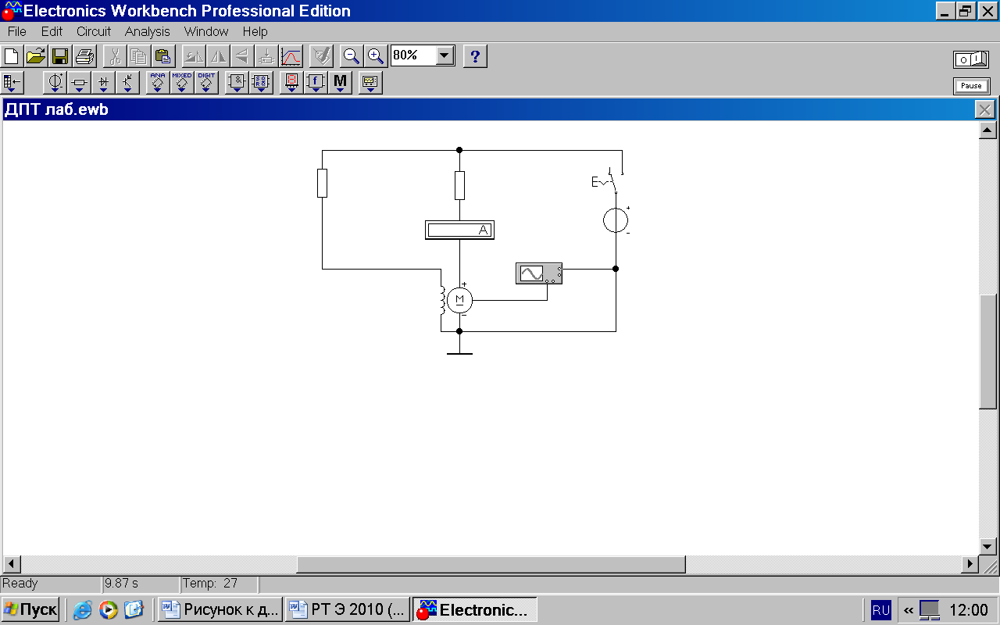 Electronics Workbench Professional Edition
File Edit Circuit Analysis Window Help
80% ?
O I
ANA MIXED DIGIT
& f M
Pause
ДПТ лаб.ewb
E
+
-
A
+
M
-
Ready 9.87 s Temp: 27
Пуск Рисунок к д... РТ Э 2010 (... Electronic... RU « 12:00